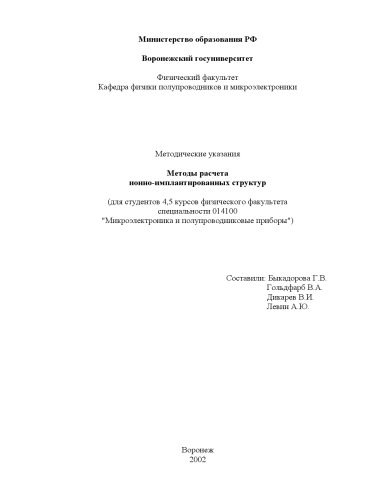 Министерство образования РФ
Воронежский госуниверситет
Физический факультет
Кафедра физики полупроводников и микроэлектроники
Методические указания
Методы расчета
ионно-имплантированных структур
(для студентов 4,5 курсов физического факультета
специальности 014100
"Микроэлектроника и полупроводниковые приборы")
Составили: Быкадорова Г.В.
Гольдфарб В.А.
Дикарев В.И.
Левин А.Ю.
Воронеж
2002